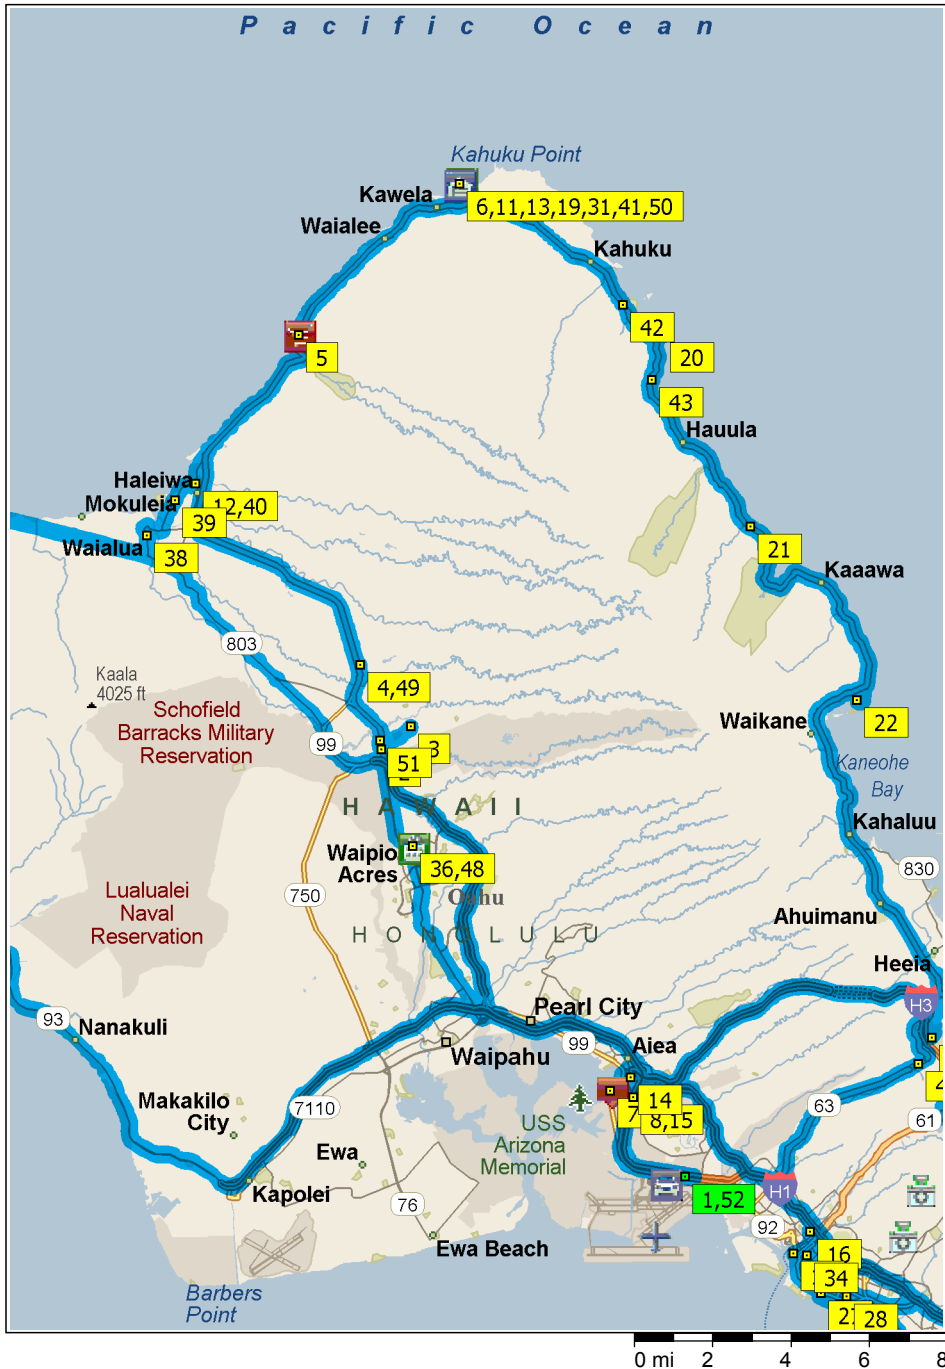 Pacific Ocean
Kahuku Point
Kawela
6,11,13,19,31,41,50
Waialee
Kahuku
42
20
5
43
Hauula
Haleiwa
12,40
Mokuleia
39
Waialua
38
21
Kaaawa
803
Kaala
4025 ft
4,49
Schofield
Barracks Military
Reservation
99
3
51
22
Waikane
Kaneohe
Bay
HAWAII
Kahaluu
Waipio
Acres
36,48
830
Lualualei
Naval
Reservation
750
Oahu
Ahuimanu
HONOLULU
Heeia
H3
93
Nanakuli
Pearl City
99
Waipahu
Aiea
Makakilo
City
7110
14
8,15
63
61
USS
Arizona
Memorial
Ewa
Kapolei
76
1,52
H1
92
Ewa Beach
16
34
Barbers
Point
28
0 mi 2 4 6 8